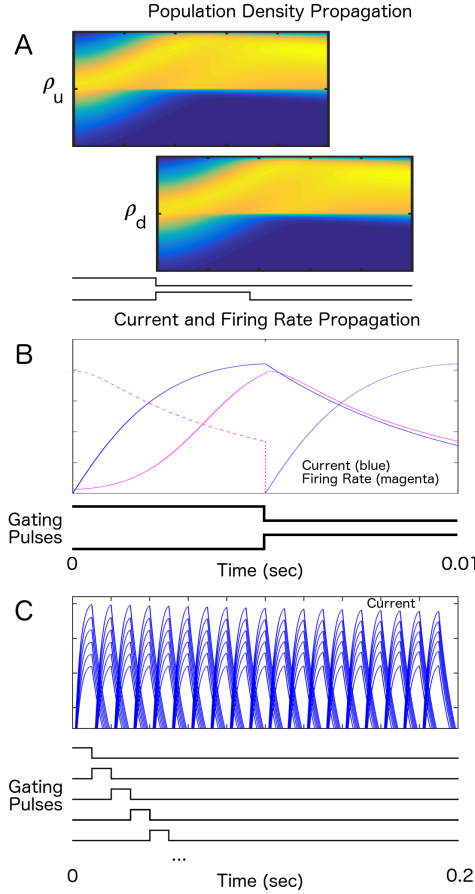 Population Density Propagation
A
ρu
ρd
Current and Firing Rate Propagation
B
Current (blue)
Firing Rate (magenta)
Gating
Pulses
0
0.01
Time (sec)
C
Current
Gating
Pulses
...
0
0.2
Time (sec)